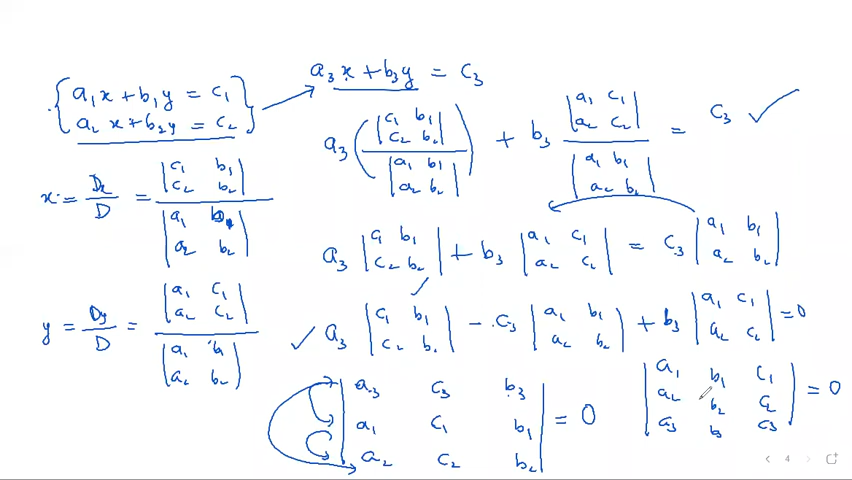 a₁x + b₁y = c₁
a₂x + b₂y = c₂
a₃x + b₃y = c₃
a₃ ( |c₁ b₁; c₂ b₂| / |a₁ b₁; a₂ b₂| ) + b₃ |a₁ c₁; a₂ c₂| / |a₁ b₁; a₂ b₂| = c₃ ✓
x = Dx/D = |c₁ b₁; c₂ b₂| / |a₁ b₁; a₂ b₂|
a₃ |c₁ b₁; c₂ b₂| + b₃ |a₁ c₁; a₂ c₂| = c₃ |a₁ b₁; a₂ b₂|
y = Dy/D = |a₁ c₁; a₂ c₂| / |a₁ b₁; a₂ b₂|
✓ a₃ |c₁ b₁; c₂ b₂| - c₃ |a₁ b₁; a₂ b₂| + b₃ |a₁ c₁; a₂ c₂| = 0
|a₃ c₃ b₃; a₁ c₁ b₁; a₂ c₂ b₂| = 0
|a₁ b₁ c₁; a₂ b₂ c₂; a₃ b₃ c₃| = 0
4